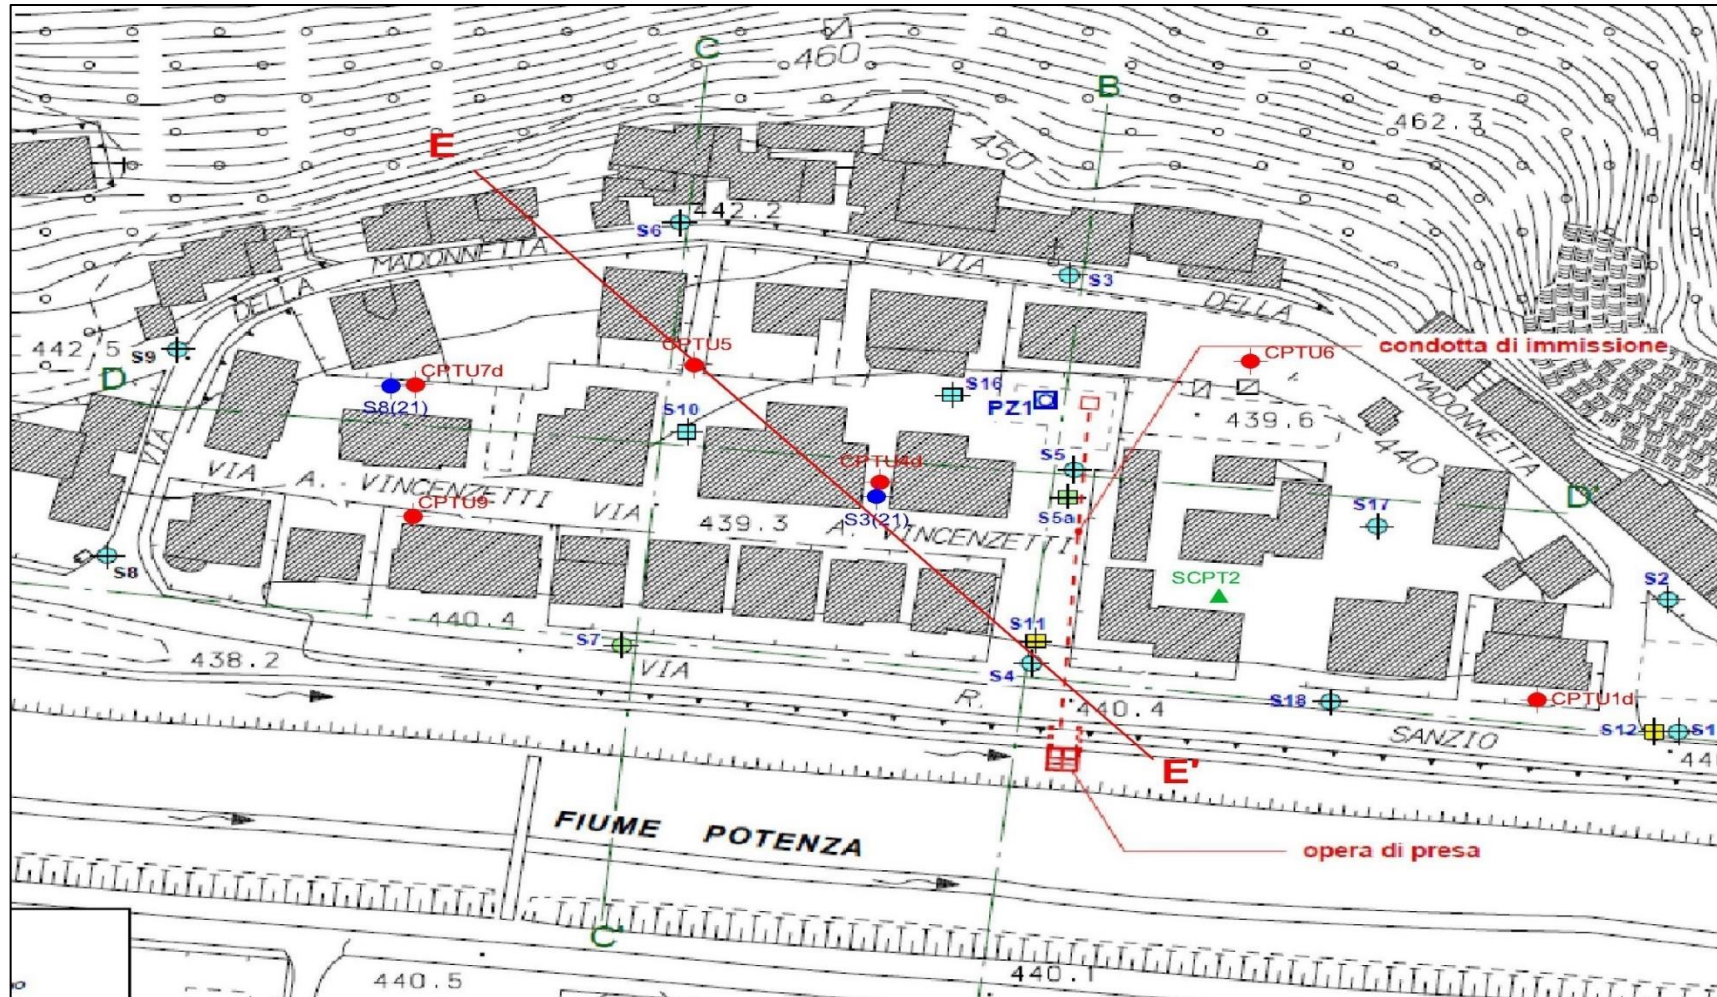 C
460
B
462.3
E
450
442.2
S6
MADONNETTA
VIA
S3
DELLA
DELLA
442.5
S9
CPTU5
CPTU6
condotta di immissione
D
CPTU7d
S16
MADONNETTA
S8(21)
PZ1
S10
439.6
440
VIA
CPTU4d
S5
VIA A. VINCENZETTI
VIA
CPTU9
439.3
S3(21)
A. VINCENZETTI
S5a
S17
D'
S8
SCPT2
S2
440.4
S7
S11
438.2
VIA
S4
R.
440.4
S18
CPTU1d
SANZIO
S12
S1
440
E'
FIUME POTENZA
opera di presa
C'
440.5
440.1